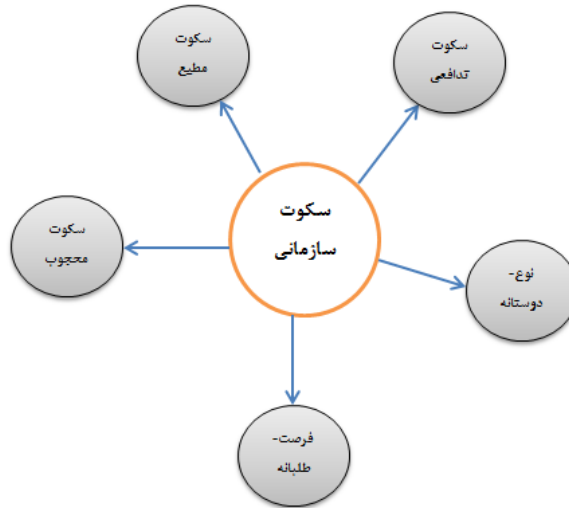 سکوت
مطیع
سکوت
تدافعی
سکوت
سازمانی
سکوت
محجوب
نوع-
دوستانه
فرصت-
طلبانه